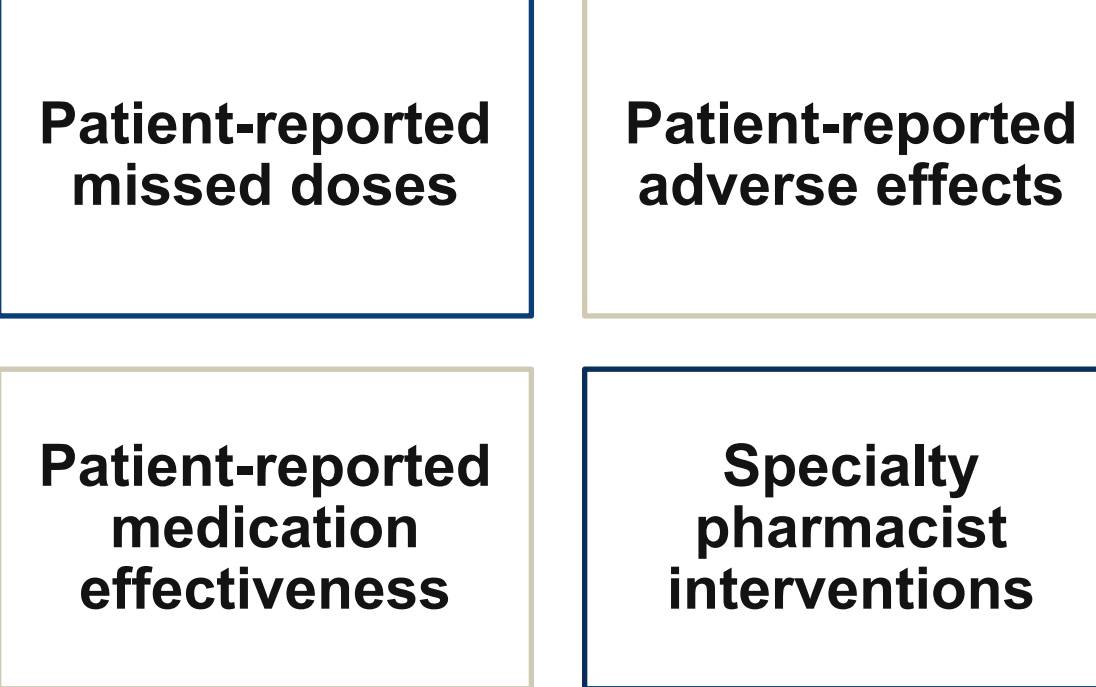 Patient-reported
missed doses
Patient-reported
adverse effects
Patient-reported
medication
effectiveness
Specialty
pharmacist
interventions